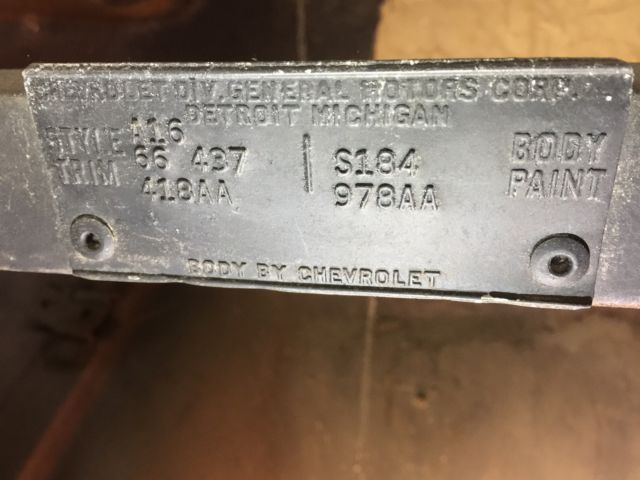 CHEVROLET DIV. GENERAL MOTORS CORP.
DETROIT MICHIGAN
116
STYLE 66 437 S184 BODY
TRIM 418AA 978AA PAINT
BODY BY CHEVROLET